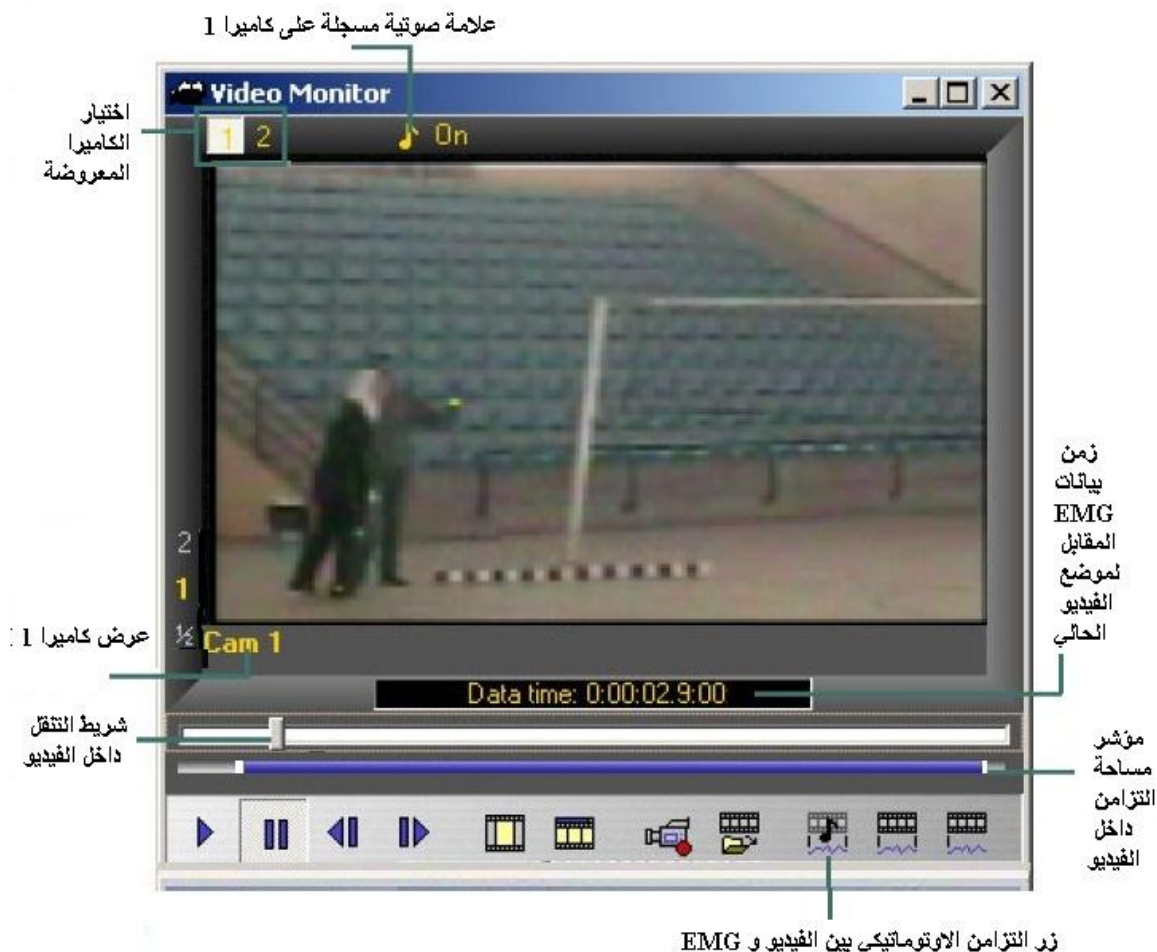 علامة صوتية مسجلة على كاميرا 1
Video Monitor
اختيار
الكاميرا
المعروضة
1 2
On
زمن
بيانات
EMG
المقابل
لموضع
الفيديو
الحالي
2
1
½
عرض كاميرا 1
Cam 1
Data time: 0:00:02.9:00
شريط التنقل
داخل الفيديو
مؤشر
مساحة
التزامن
داخل
الفيديو
زر التزامن الاوتوماتيكي بين الفيديو و EMG